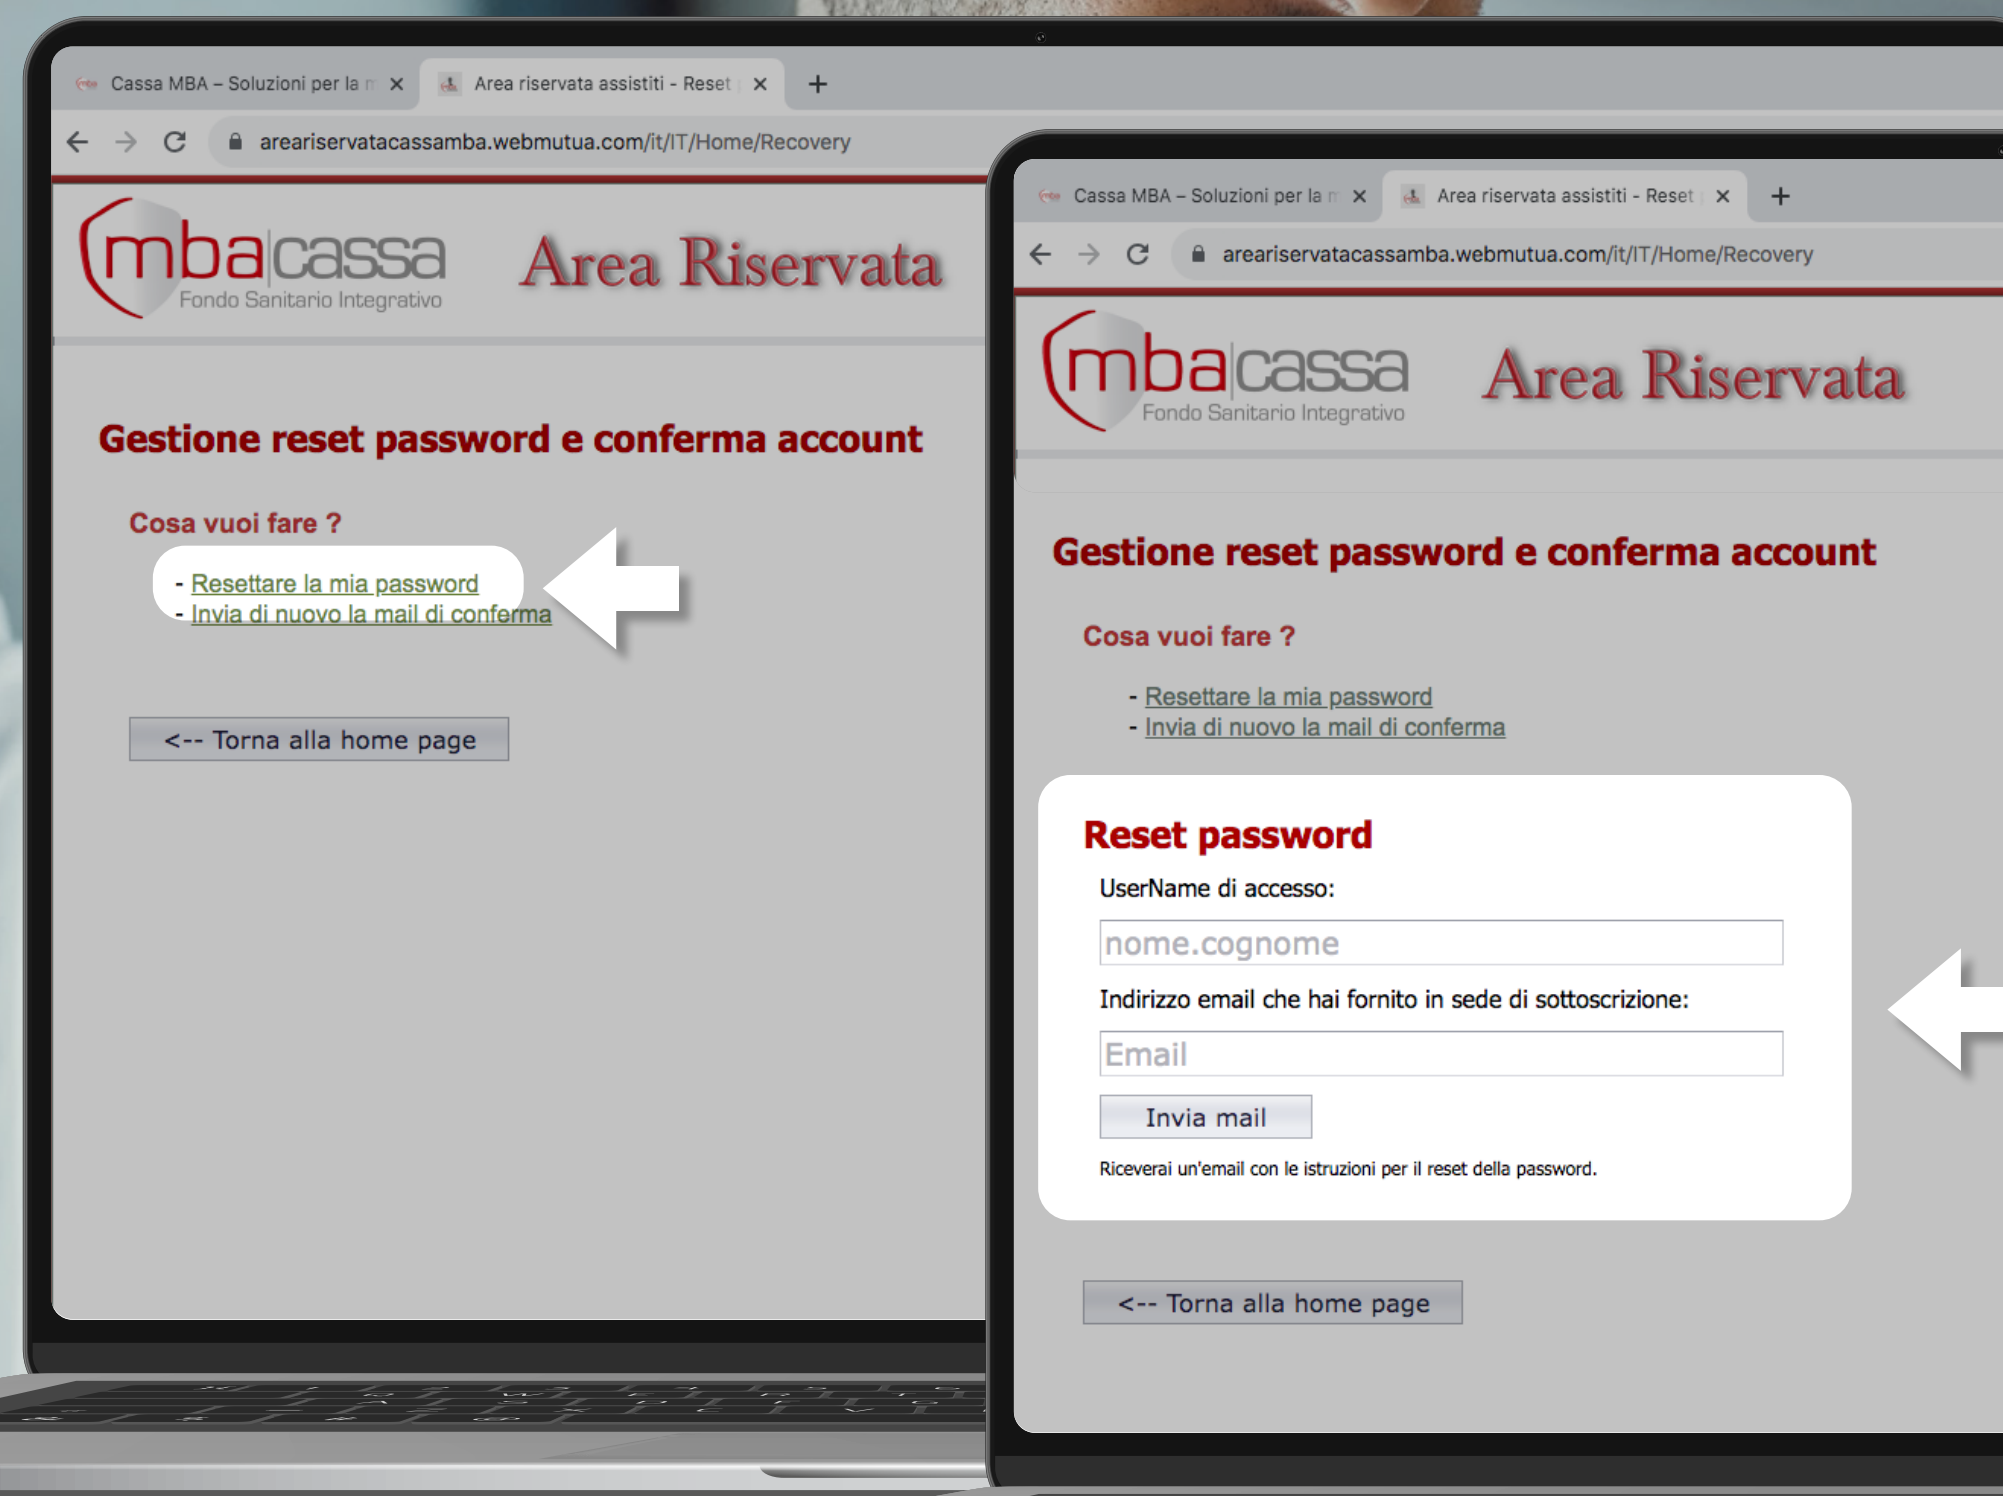 Cassa MBA – Soluzioni per la m
Area riservata assistiti - Reset
areariservatacassamba.webmutua.com/it/IT/Home/Recovery
mba|cassa
Fondo Sanitario Integrativo
Area Riservata
Gestione reset password e conferma account
Cosa vuoi fare ?
- Resettare la mia password
- Invia di nuovo la mail di conferma
<-- Torna alla home page
Cassa MBA – Soluzioni per la m
Area riservata assistiti - Reset
areariservatacassamba.webmutua.com/it/IT/Home/Recovery
mba|cassa
Fondo Sanitario Integrativo
Area Riservata
Gestione reset password e conferma account
Cosa vuoi fare ?
- Resettare la mia password
- Invia di nuovo la mail di conferma
Reset password
UserName di accesso:
nome.cognome
Indirizzo email che hai fornito in sede di sottoscrizione:
Email
Invia mail
Riceverai un'email con le istruzioni per il reset della password.
<-- Torna alla home page